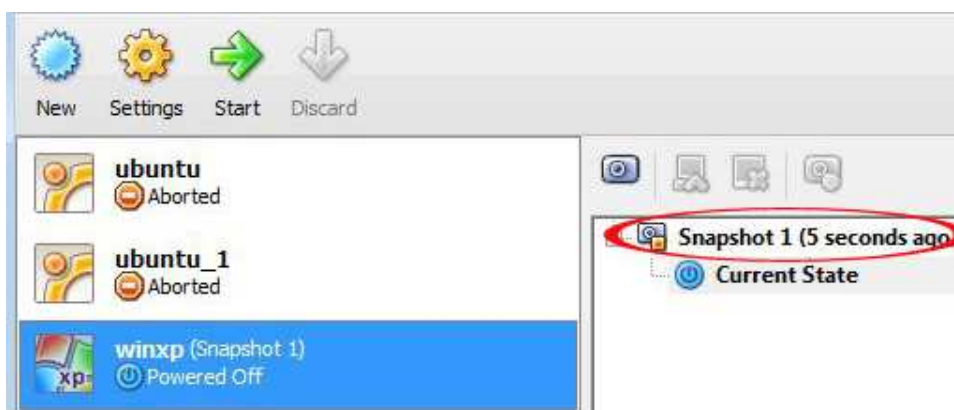 New Settings Start Discard
ubuntu
Aborted
ubuntu_1
Aborted
winxp (Snapshot 1)
Powered Off
Snapshot 1 (5 seconds ago
Current State
xp